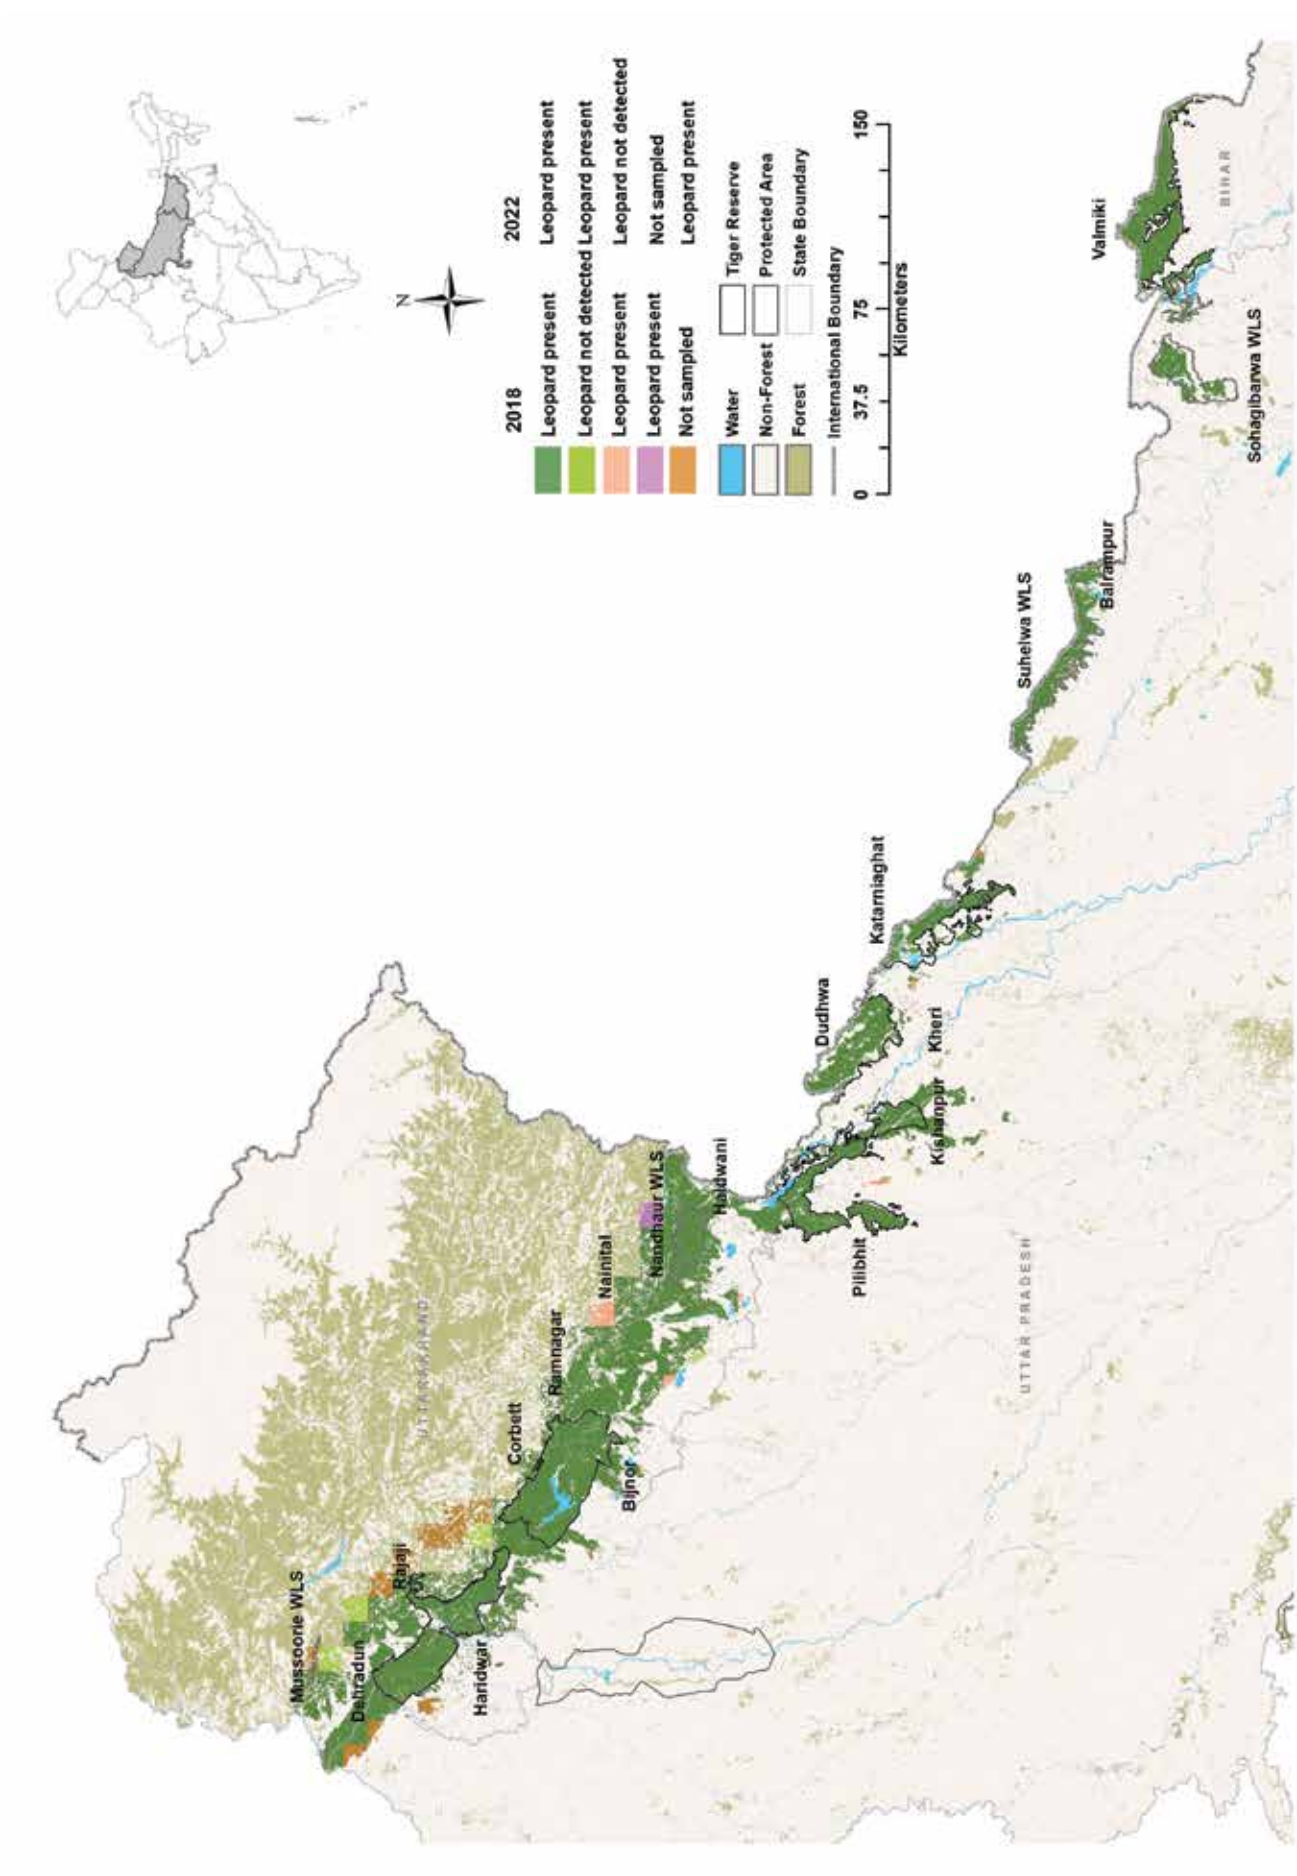 N
2018 2022
Leopard present Leopard present
Leopard not detected Leopard present
Leopard present Leopard not detected
Leopard present Not sampled
Not sampled Leopard present
Water Tiger Reserve
Non-Forest Protected Area
Forest State Boundary
International Boundary
0 37.5 75 150
Kilometers
Mussoorie WLS
Dehradun
Rajaji
Haridwar
UTTARAKHAND
Corbett
Bijnor
Ramnagar
Nainital
Nandhaur WLS
Haldwani
Pilibhit
Kishanpur
Kheri
Dudhwa
Katarniaghat
UTTAR PRADESH
Suhelwa WLS
Balrampur
Sohagibarwa WLS
Valmiki
BIHAR